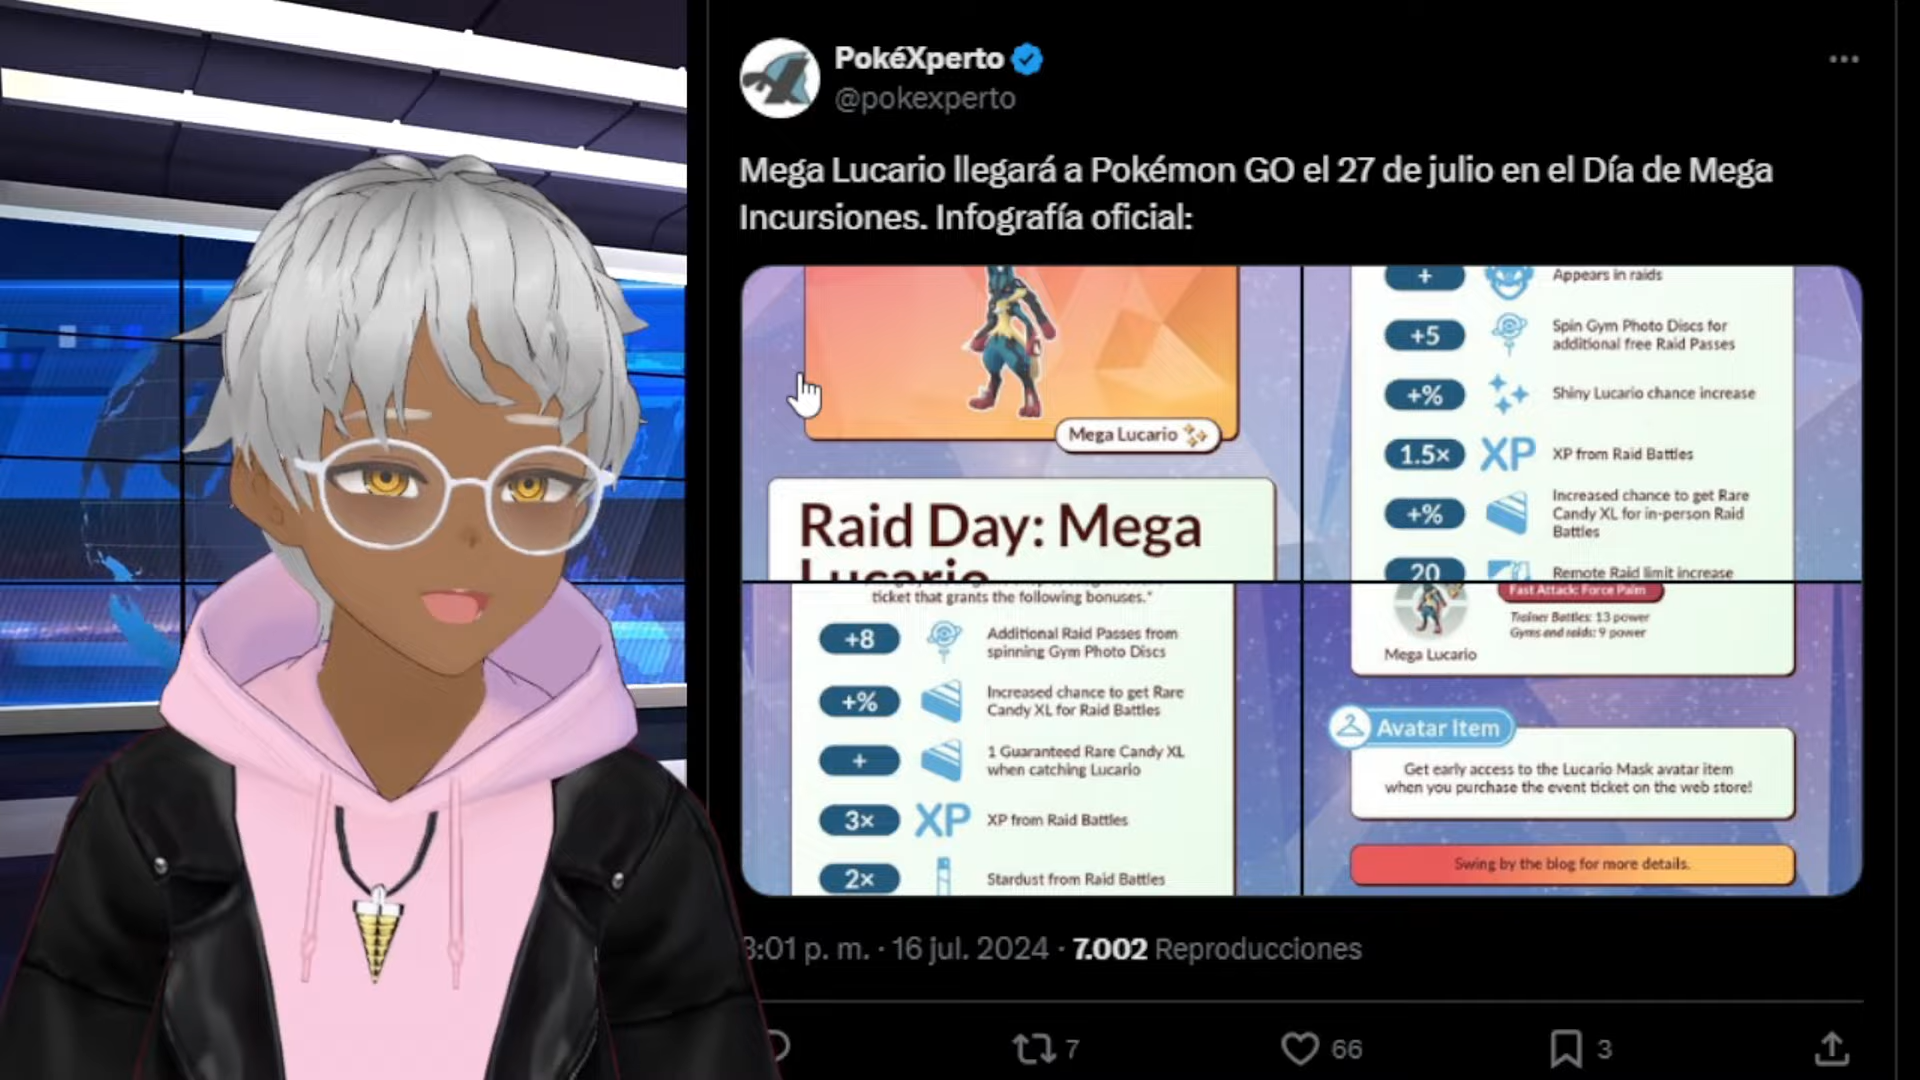 PokéXperto
@pokexperto
Mega Lucario llegará a Pokémon GO el 27 de julio en el Día de Mega
Incursiones. Infografía oficial:
Mega Lucario
Raid Day: Mega
Lucario
+ Appears in raids
+5 Spin Gym Photo Discs for
additional free Raid Passes
+% Shiny Lucario chance increase
1.5× XP XP from Raid Battles
+% Increased chance to get Rare
Candy XL for in-person Raid
Battles
20 Remote Raid limit increase
ticket that grants the following bonuses.*
+8 Additional Raid Passes from
spinning Gym Photo Discs
+% Increased chance to get Rare
Candy XL for Raid Battles
+ 1 Guaranteed Rare Candy XL
when catching Lucario
3× XP XP from Raid Battles
2× Stardust from Raid Battles
Fast Attack: Force Palm
Trainer Battles: 13 power
Gyms and raids: 9 power
Mega Lucario
Avatar Item
Get early access to the Lucario Mask avatar item
when you purchase the event ticket on the web store!
Swing by the blog for more details.
3:01 p. m. · 16 jul. 2024 · 7.002 Reproducciones
7 66 3